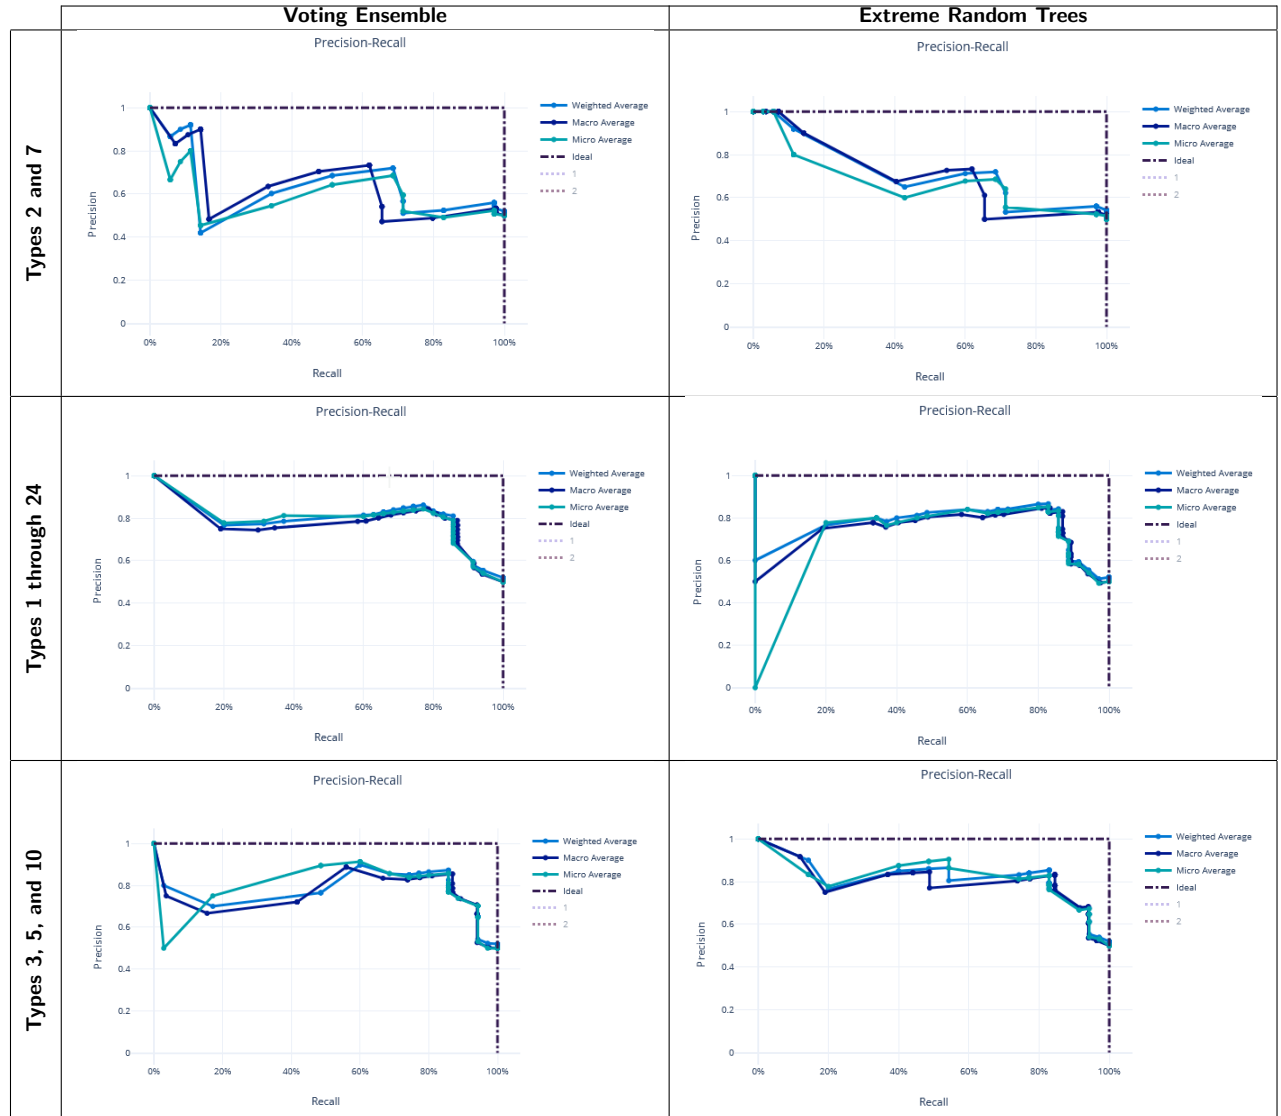 Voting Ensemble
Extreme Random Trees
Types 2 and 7
Precision-Recall
1
0.8
0.6
0.4
0.2
0
Precision
0%
20%
40%
60%
80%
100%
Recall
Weighted Average
Macro Average
Micro Average
Ideal
1
2
Precision-Recall
1
0.8
0.6
0.4
0.2
0
Precision
0%
20%
40%
60%
80%
100%
Recall
Weighted Average
Macro Average
Micro Average
Ideal
1
2
Types 1 through 24
Precision-Recall
1
0.8
0.6
0.4
0.2
0
Precision
0%
20%
40%
60%
80%
100%
Recall
Weighted Average
Macro Average
Micro Average
Ideal
1
2
Precision-Recall
1
0.8
0.6
0.4
0.2
0
Precision
0%
20%
40%
60%
80%
100%
Recall
Weighted Average
Macro Average
Micro Average
Ideal
1
2
Types 3, 5, and 10
Precision-Recall
1
0.8
0.6
0.4
0.2
0
Precision
0%
20%
40%
60%
80%
100%
Recall
Weighted Average
Macro Average
Micro Average
Ideal
1
2
Precision-Recall
1
0.8
0.6
0.4
0.2
0
Precision
0%
20%
40%
60%
80%
100%
Recall
Weighted Average
Macro Average
Micro Average
Ideal
1
2